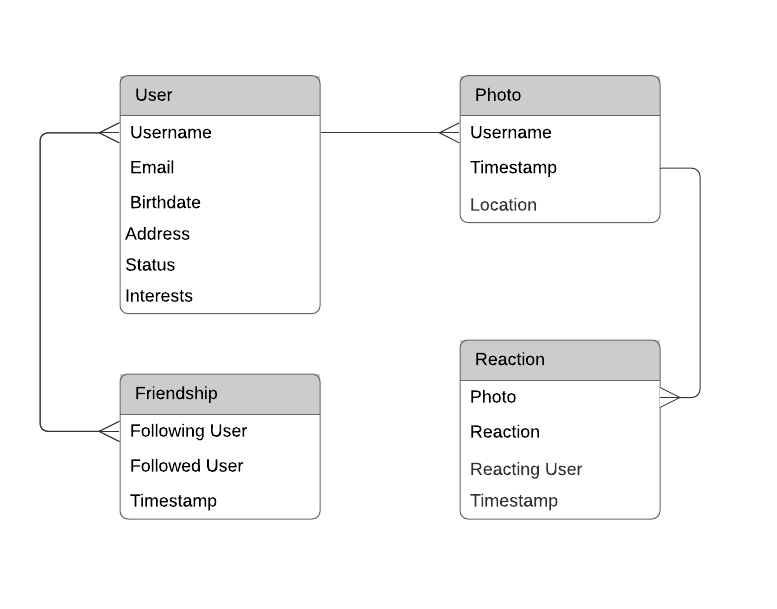 User
Username
Email
Birthdate
Address
Status
Interests
Photo
Username
Timestamp
Location
Friendship
Following User
Followed User
Timestamp
Reaction
Photo
Reaction
Reacting User
Timestamp